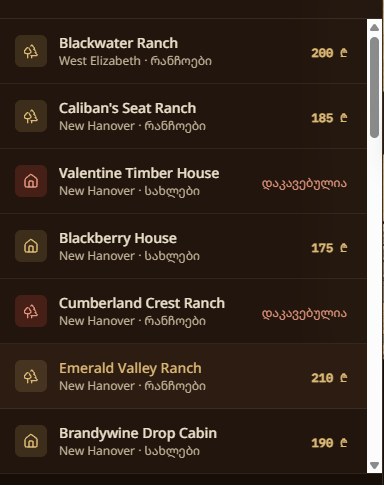 Blackwater Ranch
200 ₾
West Elizabeth · რანჩოები
Caliban's Seat Ranch
185 ₾
New Hanover · რანჩოები
Valentine Timber House
დაკავებულია
New Hanover · სახლები
Blackberry House
175 ₾
New Hanover · სახლები
Cumberland Crest Ranch
დაკავებულია
New Hanover · რანჩოები
Emerald Valley Ranch
210 ₾
New Hanover · რანჩოები
Brandywine Drop Cabin
190 ₾
New Hanover · სახლები